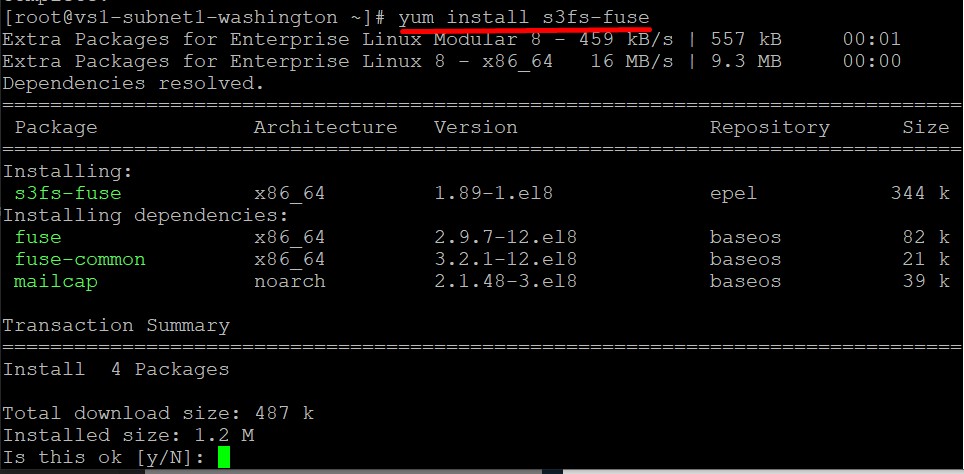 [root@vs1-subnet1-washington ~]# yum install s3fs-fuse
Extra Packages for Enterprise Linux Modular 8 - 459 kB/s | 557 kB     00:01
Extra Packages for Enterprise Linux 8 - x86_64   16 MB/s | 9.3 MB     00:00
Dependencies resolved.
================================================================================
 Package             Architecture   Version                Repository      Size
================================================================================
Installing:
 s3fs-fuse           x86_64         1.89-1.el8             epel           344 k
Installing dependencies:
 fuse                x86_64         2.9.7-12.el8           baseos          82 k
 fuse-common         x86_64         3.2.1-12.el8           baseos          21 k
 mailcap             noarch         2.1.48-3.el8           baseos          39 k
Transaction Summary
================================================================================
Install  4 Packages
Total download size: 487 k
Installed size: 1.2 M
Is this ok [y/N]: